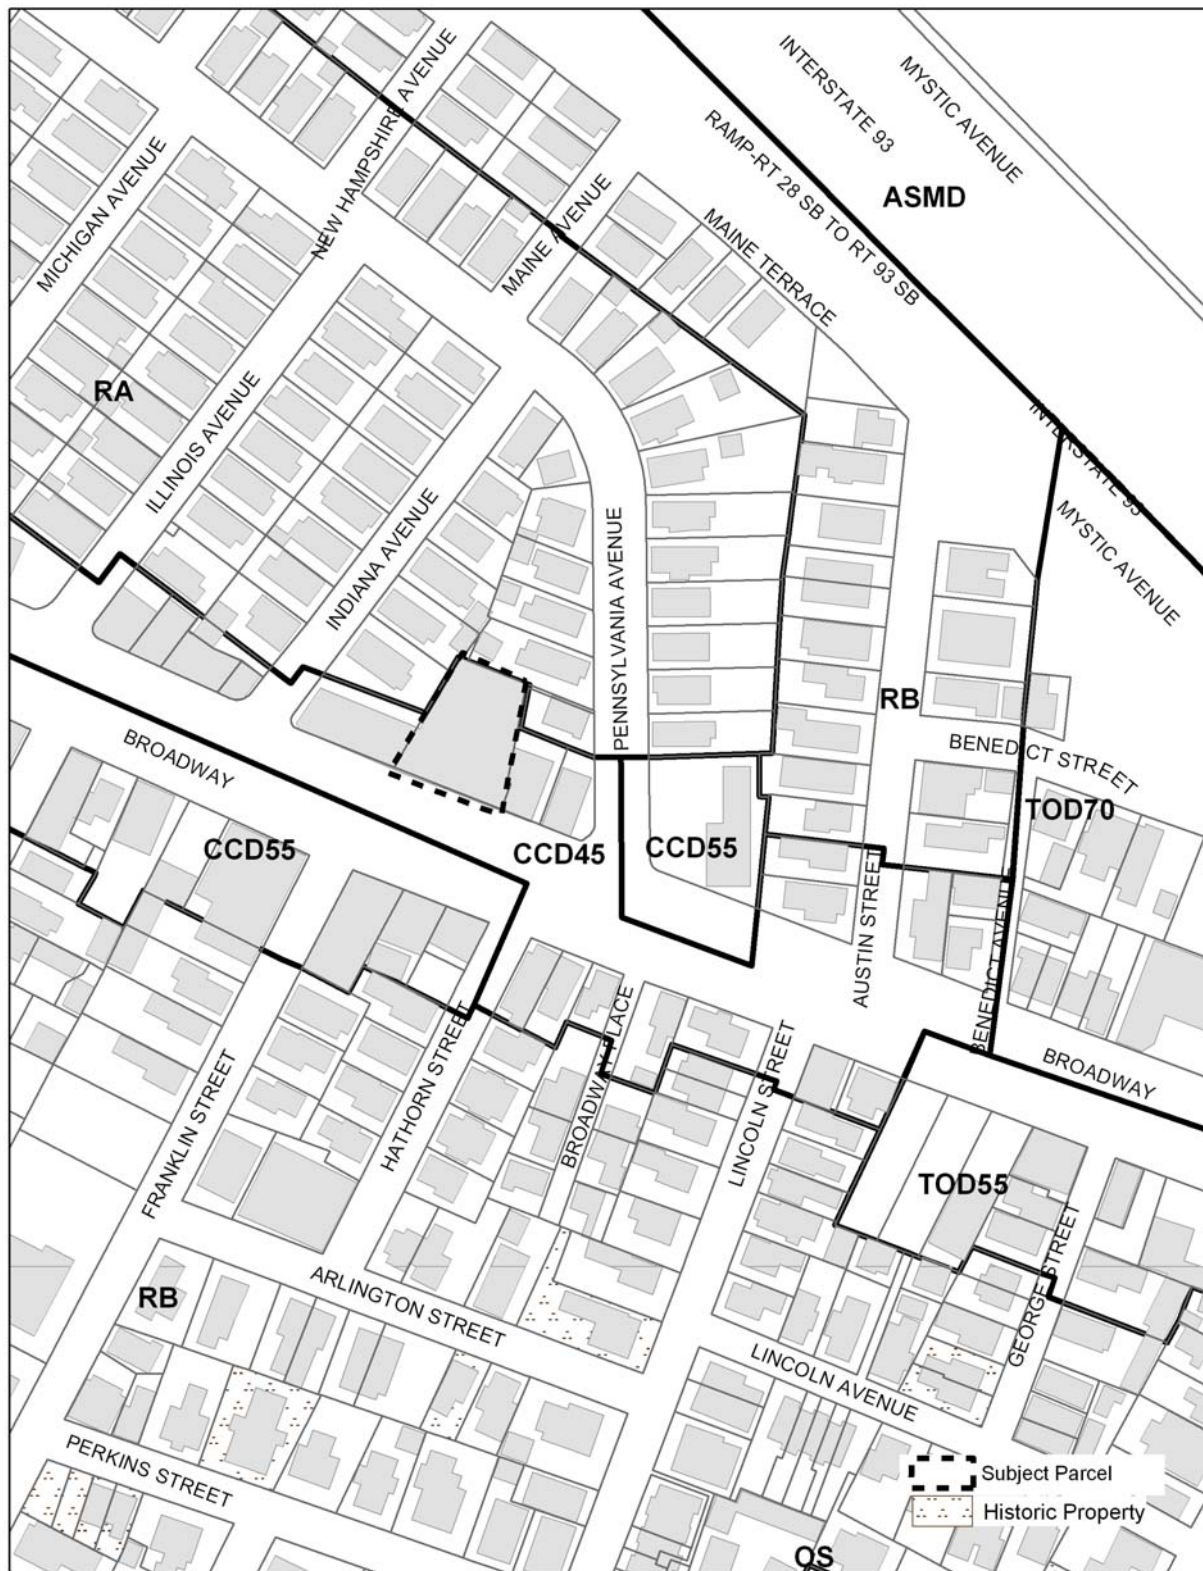 INTERSTATE 93
MYSTIC AVENUE
RAMP-RT 28 SB TO RT 93 SB
ASMD
NEW HAMPSHIRE AVENUE
MICHIGAN AVENUE
MAINE AVENUE
MAINE TERRACE
RA
ILLINOIS AVENUE
INDIANA AVENUE
PENNSYLVANIA AVENUE
INTERSTATE 93
MYSTIC AVENUE
RB
BENEDICT STREET
BROADWAY
TOD70
CCD55
CCD45
CCD55
AUSTIN STREET
BENEDICT AVENUE
BROADWAY
FRANKLIN STREET
HATHORN STREET
BROADWAY PLACE
LINCOLN STREET
TOD55
GEORGE STREET
RB
ARLINGTON STREET
LINCOLN AVENUE
PERKINS STREET
Subject Parcel
Historic Property
OS